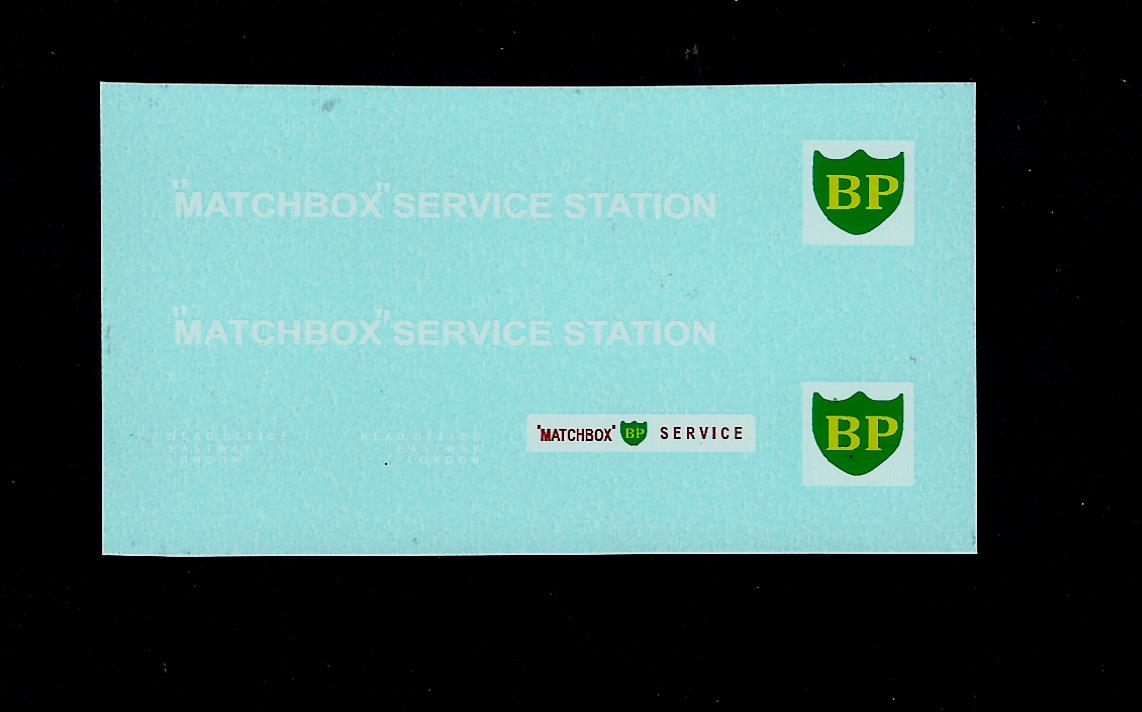 "MATCHBOX" SERVICE STATION
BP
"MATCHBOX" SERVICE STATION
"MATCHBOX" BP SERVICE
BP
HEAD OFFICE
EASTWAY
LONDON
HEAD OFFICE
EASTWAY
LONDON